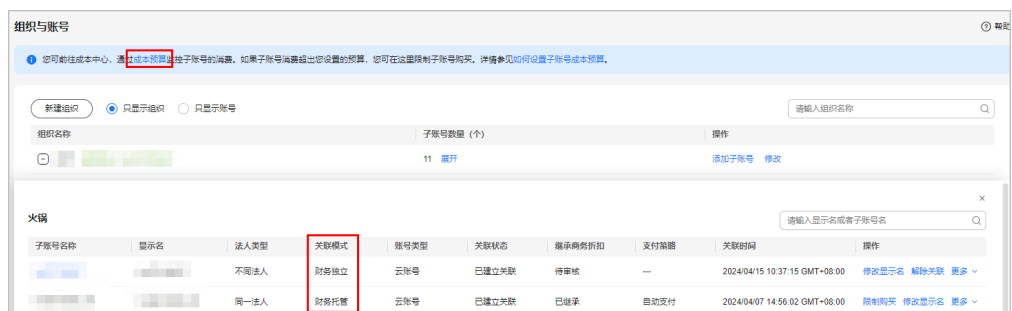 组织与账号
帮助
您可前往成本中心、通过成本预算监控子账号的消费。如果子账号消费超出您设置的预算，您可在这里限制子账号购买。详情参见如何设置子账号成本预算。
新建组织 只显示组织 只显示账号 请输入组织名称
组织名称 子账号数量（个） 操作
11 展开 添加子账号 修改
火锅 请输入显示名或者子账号名
子账号名称 显示名 法人类型 关联模式 账号类型 关联状态 继承商务折扣 支付策略 关联时间 操作
不同法人 财务独立 云账号 已建立关联 待审核 --- 2024/04/15 10:37:15 GMT+08:00 修改显示名 解除关联 更多
同一法人 财务托管 云账号 已建立关联 已继承 自动支付 2024/04/07 14:56:02 GMT+08:00 限制购买 修改显示名 更多